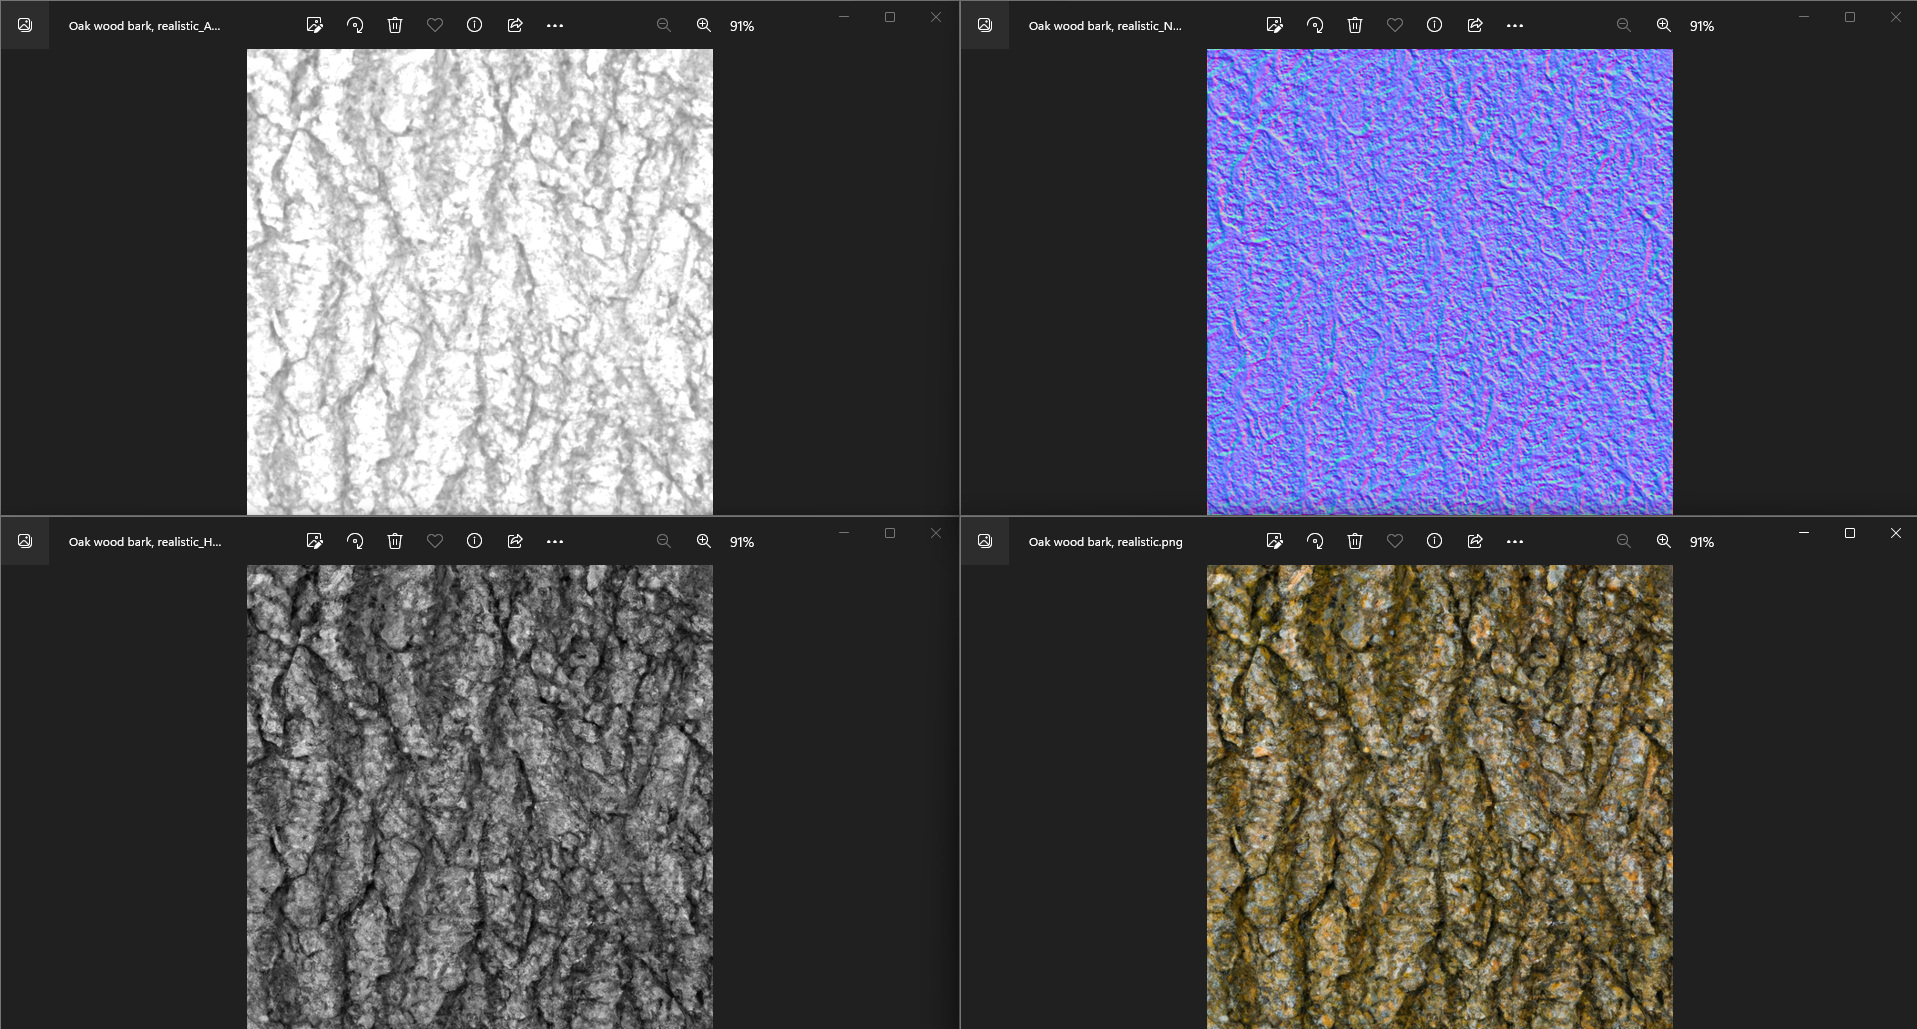 Oak wood bark, realistic_A...
91%
Oak wood bark, realistic_N...
91%
Oak wood bark, realistic_H...
91%
Oak wood bark, realistic.png
91%